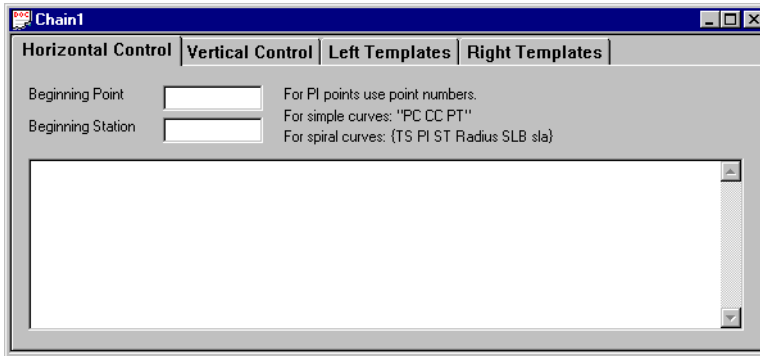 Chain1
Horizontal Control Vertical Control Left Templates Right Templates
Beginning Point For PI points use point numbers.
For simple curves: "PC CC PT"
Beginning Station
For spiral curves: {TS PI ST Radius SLB sla}